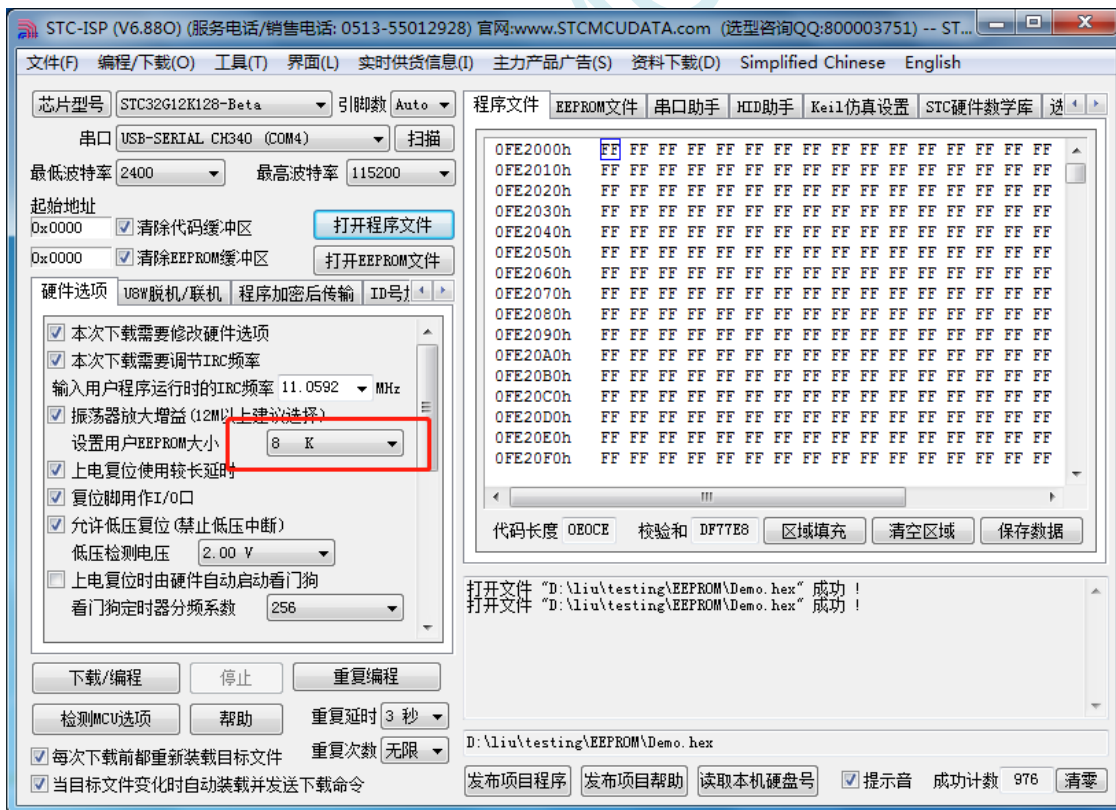 STC-ISP (V6.88O) (服务电话/销售电话: 0513-55012928) 官网:www.STCMCUDATA.com (选型咨询QQ:800003751) -- ST...
文件(F) 编程/下载(O) 工具(T) 界面(L) 实时供货信息(I) 主力产品广告(S) 资料下载(D) Simplified Chinese English
芯片型号 STC32G12K128-Beta 引脚数 Auto
串口 USB-SERIAL CH340 (COM4) 扫描
最低波特率 2400 最高波特率 115200
起始地址
0x0000 清除代码缓冲区 打开程序文件
0x0000 清除EEPROM缓冲区 打开EEPROM文件
硬件选项 U8W脱机/联机 程序加密后传输 ID号
本次下载需要修改硬件选项
本次下载需要调节IRC频率
输入用户程序运行时的IRC频率 11.0592 MHz
振荡器放大增益(12M以上建议选择)
设置用户EEPROM大小 8 K
上电复位使用较长延时
复位脚用作I/O口
允许低压复位(禁止低压中断)
低压检测电压 2.00 V
上电复位时由硬件自动启动看门狗
看门狗定时器分频系数 256
下载/编程 停止 重复编程
检测MCU选项 帮助 重复延时 3 秒
每次下载前都重新装载目标文件 重复次数 无限
当目标文件变化时自动装载并发送下载命令
程序文件 EEPROM文件 串口助手 HID助手 Keil仿真设置 STC硬件数学库 选
0FE2000h FF FF FF FF FF FF FF FF FF FF FF FF FF FF FF FF
0FE2010h FF FF FF FF FF FF FF FF FF FF FF FF FF FF FF FF
0FE2020h FF FF FF FF FF FF FF FF FF FF FF FF FF FF FF FF
0FE2030h FF FF FF FF FF FF FF FF FF FF FF FF FF FF FF FF
0FE2040h FF FF FF FF FF FF FF FF FF FF FF FF FF FF FF FF
0FE2050h FF FF FF FF FF FF FF FF FF FF FF FF FF FF FF FF
0FE2060h FF FF FF FF FF FF FF FF FF FF FF FF FF FF FF FF
0FE2070h FF FF FF FF FF FF FF FF FF FF FF FF FF FF FF FF
0FE2080h FF FF FF FF FF FF FF FF FF FF FF FF FF FF FF FF
0FE2090h FF FF FF FF FF FF FF FF FF FF FF FF FF FF FF FF
0FE20A0h FF FF FF FF FF FF FF FF FF FF FF FF FF FF FF FF
0FE20B0h FF FF FF FF FF FF FF FF FF FF FF FF FF FF FF FF
0FE20C0h FF FF FF FF FF FF FF FF FF FF FF FF FF FF FF FF
0FE20D0h FF FF FF FF FF FF FF FF FF FF FF FF FF FF FF FF
0FE20E0h FF FF FF FF FF FF FF FF FF FF FF FF FF FF FF FF
0FE20F0h FF FF FF FF FF FF FF FF FF FF FF FF FF FF FF FF
代码长度 0E0CE 校验和 DF77E8 区域填充 清空区域 保存数据
打开文件 "D:\liu\testing\EEPROM\Demo.hex" 成功 !
打开文件 "D:\liu\testing\EEPROM\Demo.hex" 成功 !
D:\liu\testing\EEPROM\Demo.hex
发布项目程序 发布项目帮助 读取本机硬盘号 提示音 成功计数 976 清零